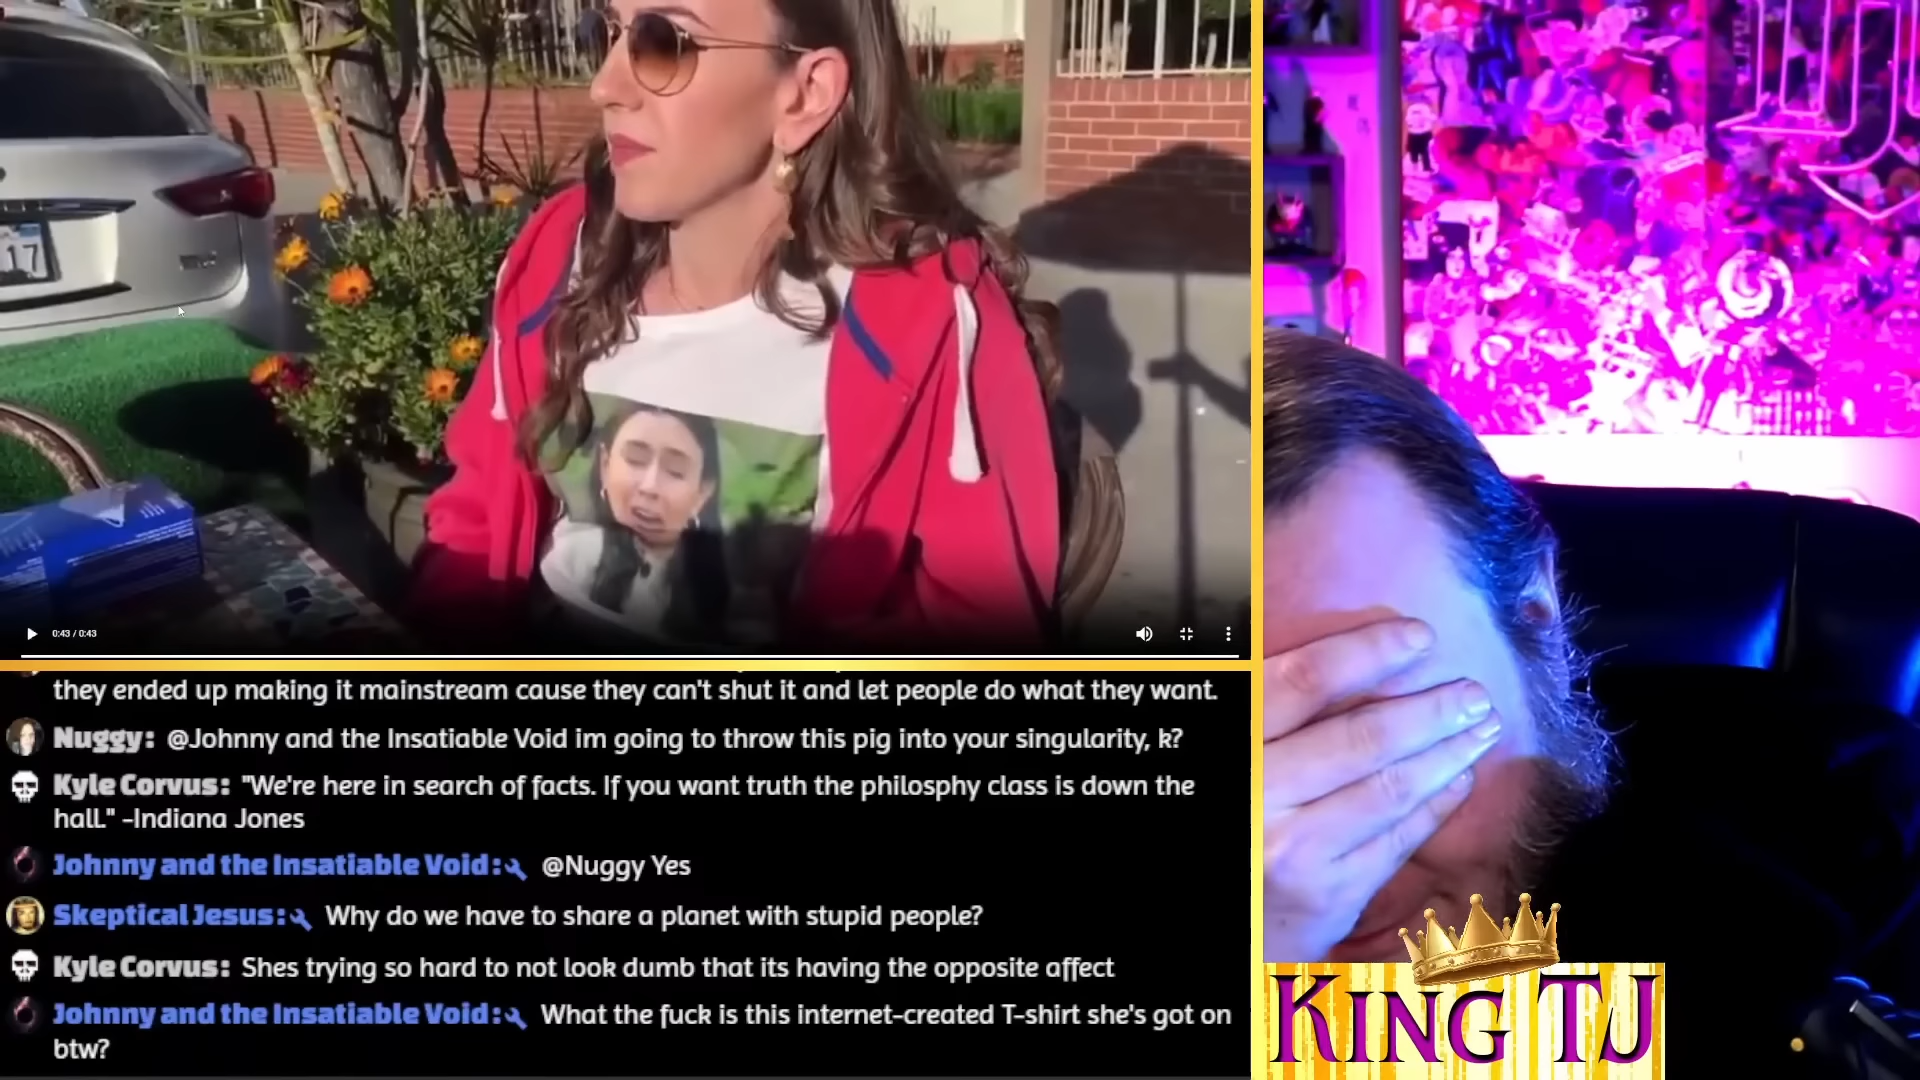 17
0:43 / 0:43
they ended up making it mainstream cause they can't shut it and let people do what they want.
Nuggy: @Johnny and the Insatiable Void im going to throw this pig into your singularity, k?
Kyle Corvus: "We're here in search of facts. If you want truth the philosphy class is down the
hall." -Indiana Jones
Johnny and the Insatiable Void: @Nuggy Yes
Skeptical Jesus: Why do we have to share a planet with stupid people?
Kyle Corvus: Shes trying so hard to not look dumb that its having the opposite affect
Johnny and the Insatiable Void: What the fuck is this internet-created T-shirt she's got on
btw?
KING TJ